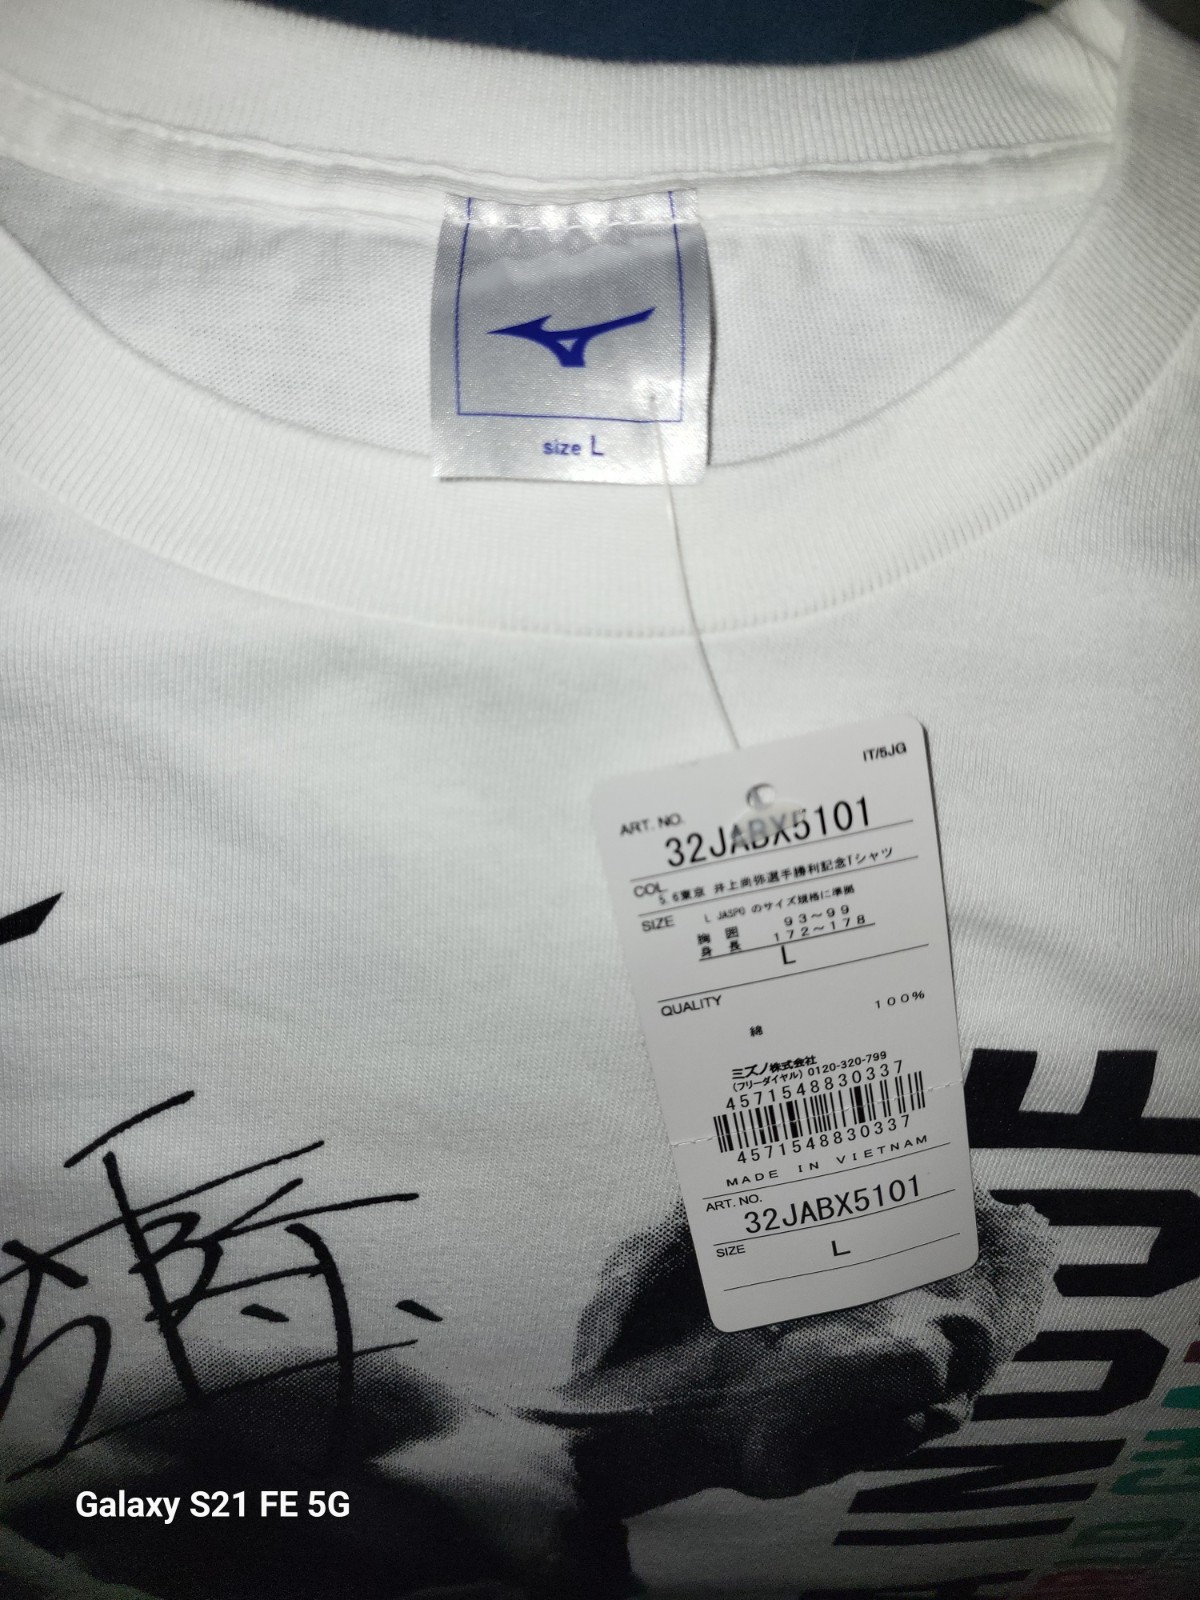 size L
IT/5JG
ART. NO.
32JABX5101
COL
5.6東京 井上尚弥選手勝利記念Tシャツ
SIZE
L JASPO のサイズ規格に準拠
胸 囲 93～99
身 長 172～178
L
QUALITY
綿 100%
ミズノ株式会社
(フリーダイヤル) 0120-320-799
4571548830337
4571548830337
MADE IN VIETNAM
ART. NO.
32JABX5101
SIZE
L
INOUE
Galaxy S21 FE 5G